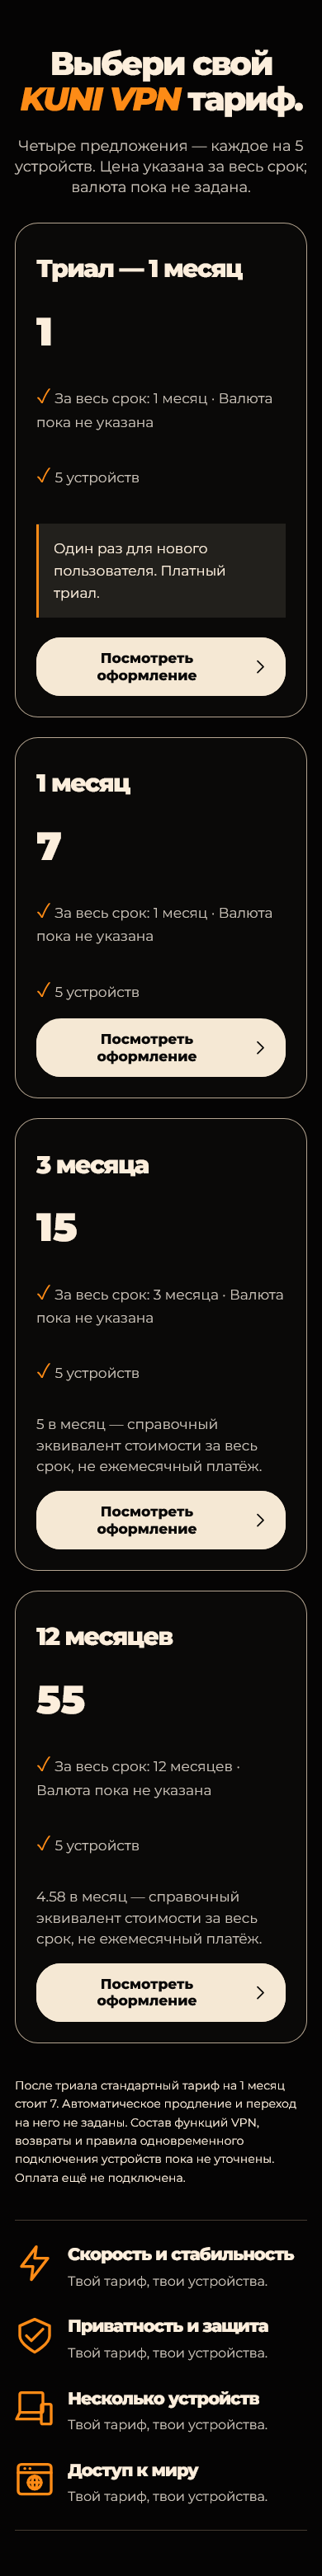 Выбери свой
KUNI VPN тариф.
Четыре предложения — каждое на 5
устройств. Цена указана за весь срок;
валюта пока не задана.
Триал — 1 месяц
1
✓ За весь срок: 1 месяц · Валюта
пока не указана
✓ 5 устройств
Один раз для нового
пользователя. Платный
триал.
Посмотреть
оформление
1 месяц
7
✓ За весь срок: 1 месяц · Валюта
пока не указана
✓ 5 устройств
Посмотреть
оформление
3 месяца
15
✓ За весь срок: 3 месяца · Валюта
пока не указана
✓ 5 устройств
5 в месяц — справочный
эквивалент стоимости за весь
срок, не ежемесячный платёж.
Посмотреть
оформление
12 месяцев
55
✓ За весь срок: 12 месяцев ·
Валюта пока не указана
✓ 5 устройств
4.58 в месяц — справочный
эквивалент стоимости за весь
срок, не ежемесячный платёж.
Посмотреть
оформление
После триала стандартный тариф на 1 месяц
стоит 7. Автоматическое продление и переход
на него не заданы. Состав функций VPN,
возвраты и правила одновременного
подключения устройств пока не уточнены.
Оплата ещё не подключена.
Скорость и стабильность
Твой тариф, твои устройства.
Приватность и защита
Твой тариф, твои устройства.
Несколько устройств
Твой тариф, твои устройства.
Доступ к миру
Твой тариф, твои устройства.